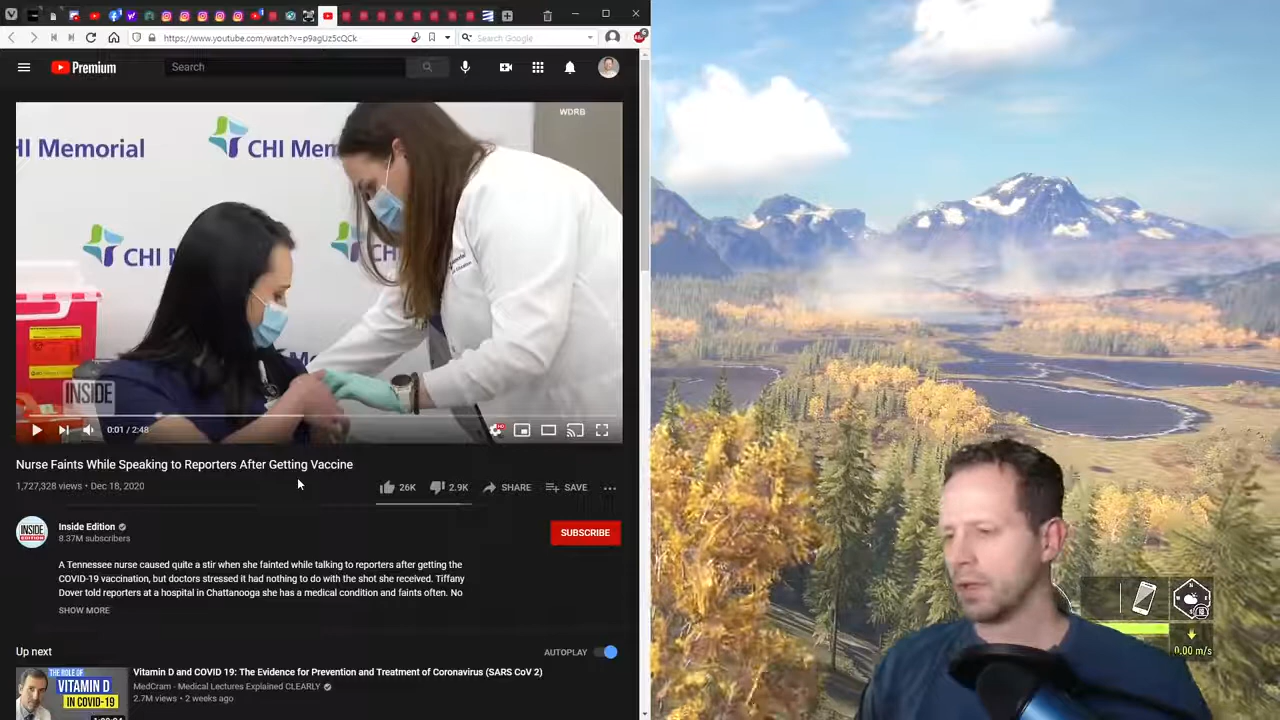 https://www.youtube.com/watch?v=p9agUz5cQCk
Search Google
Premium
Search
WDRB
HI Memorial
CHI Mem
CHI
CHI
INSIDE
0:01 / 2:48
Nurse Faints While Speaking to Reporters After Getting Vaccine
1,727,328 views • Dec 18, 2020
26K
2.9K
SHARE
SAVE
INSIDE EDITION
Inside Edition
8.37M subscribers
SUBSCRIBE
A Tennessee nurse caused quite a stir when she fainted while talking to reporters after getting the
COVID-19 vaccination, but doctors stressed it had nothing to do with the shot she received. Tiffany
Dover told reporters at a hospital in Chattanooga she has a medical condition and faints often. No
SHOW MORE
Up next
AUTOPLAY
THE ROLE OF
VITAMIN D
IN COVID-19
Vitamin D and COVID 19: The Evidence for Prevention and Treatment of Coronavirus (SARS CoV 2)
MedCram - Medical Lectures Explained CLEARLY
2.7M views • 2 weeks ago
0.00 m/s